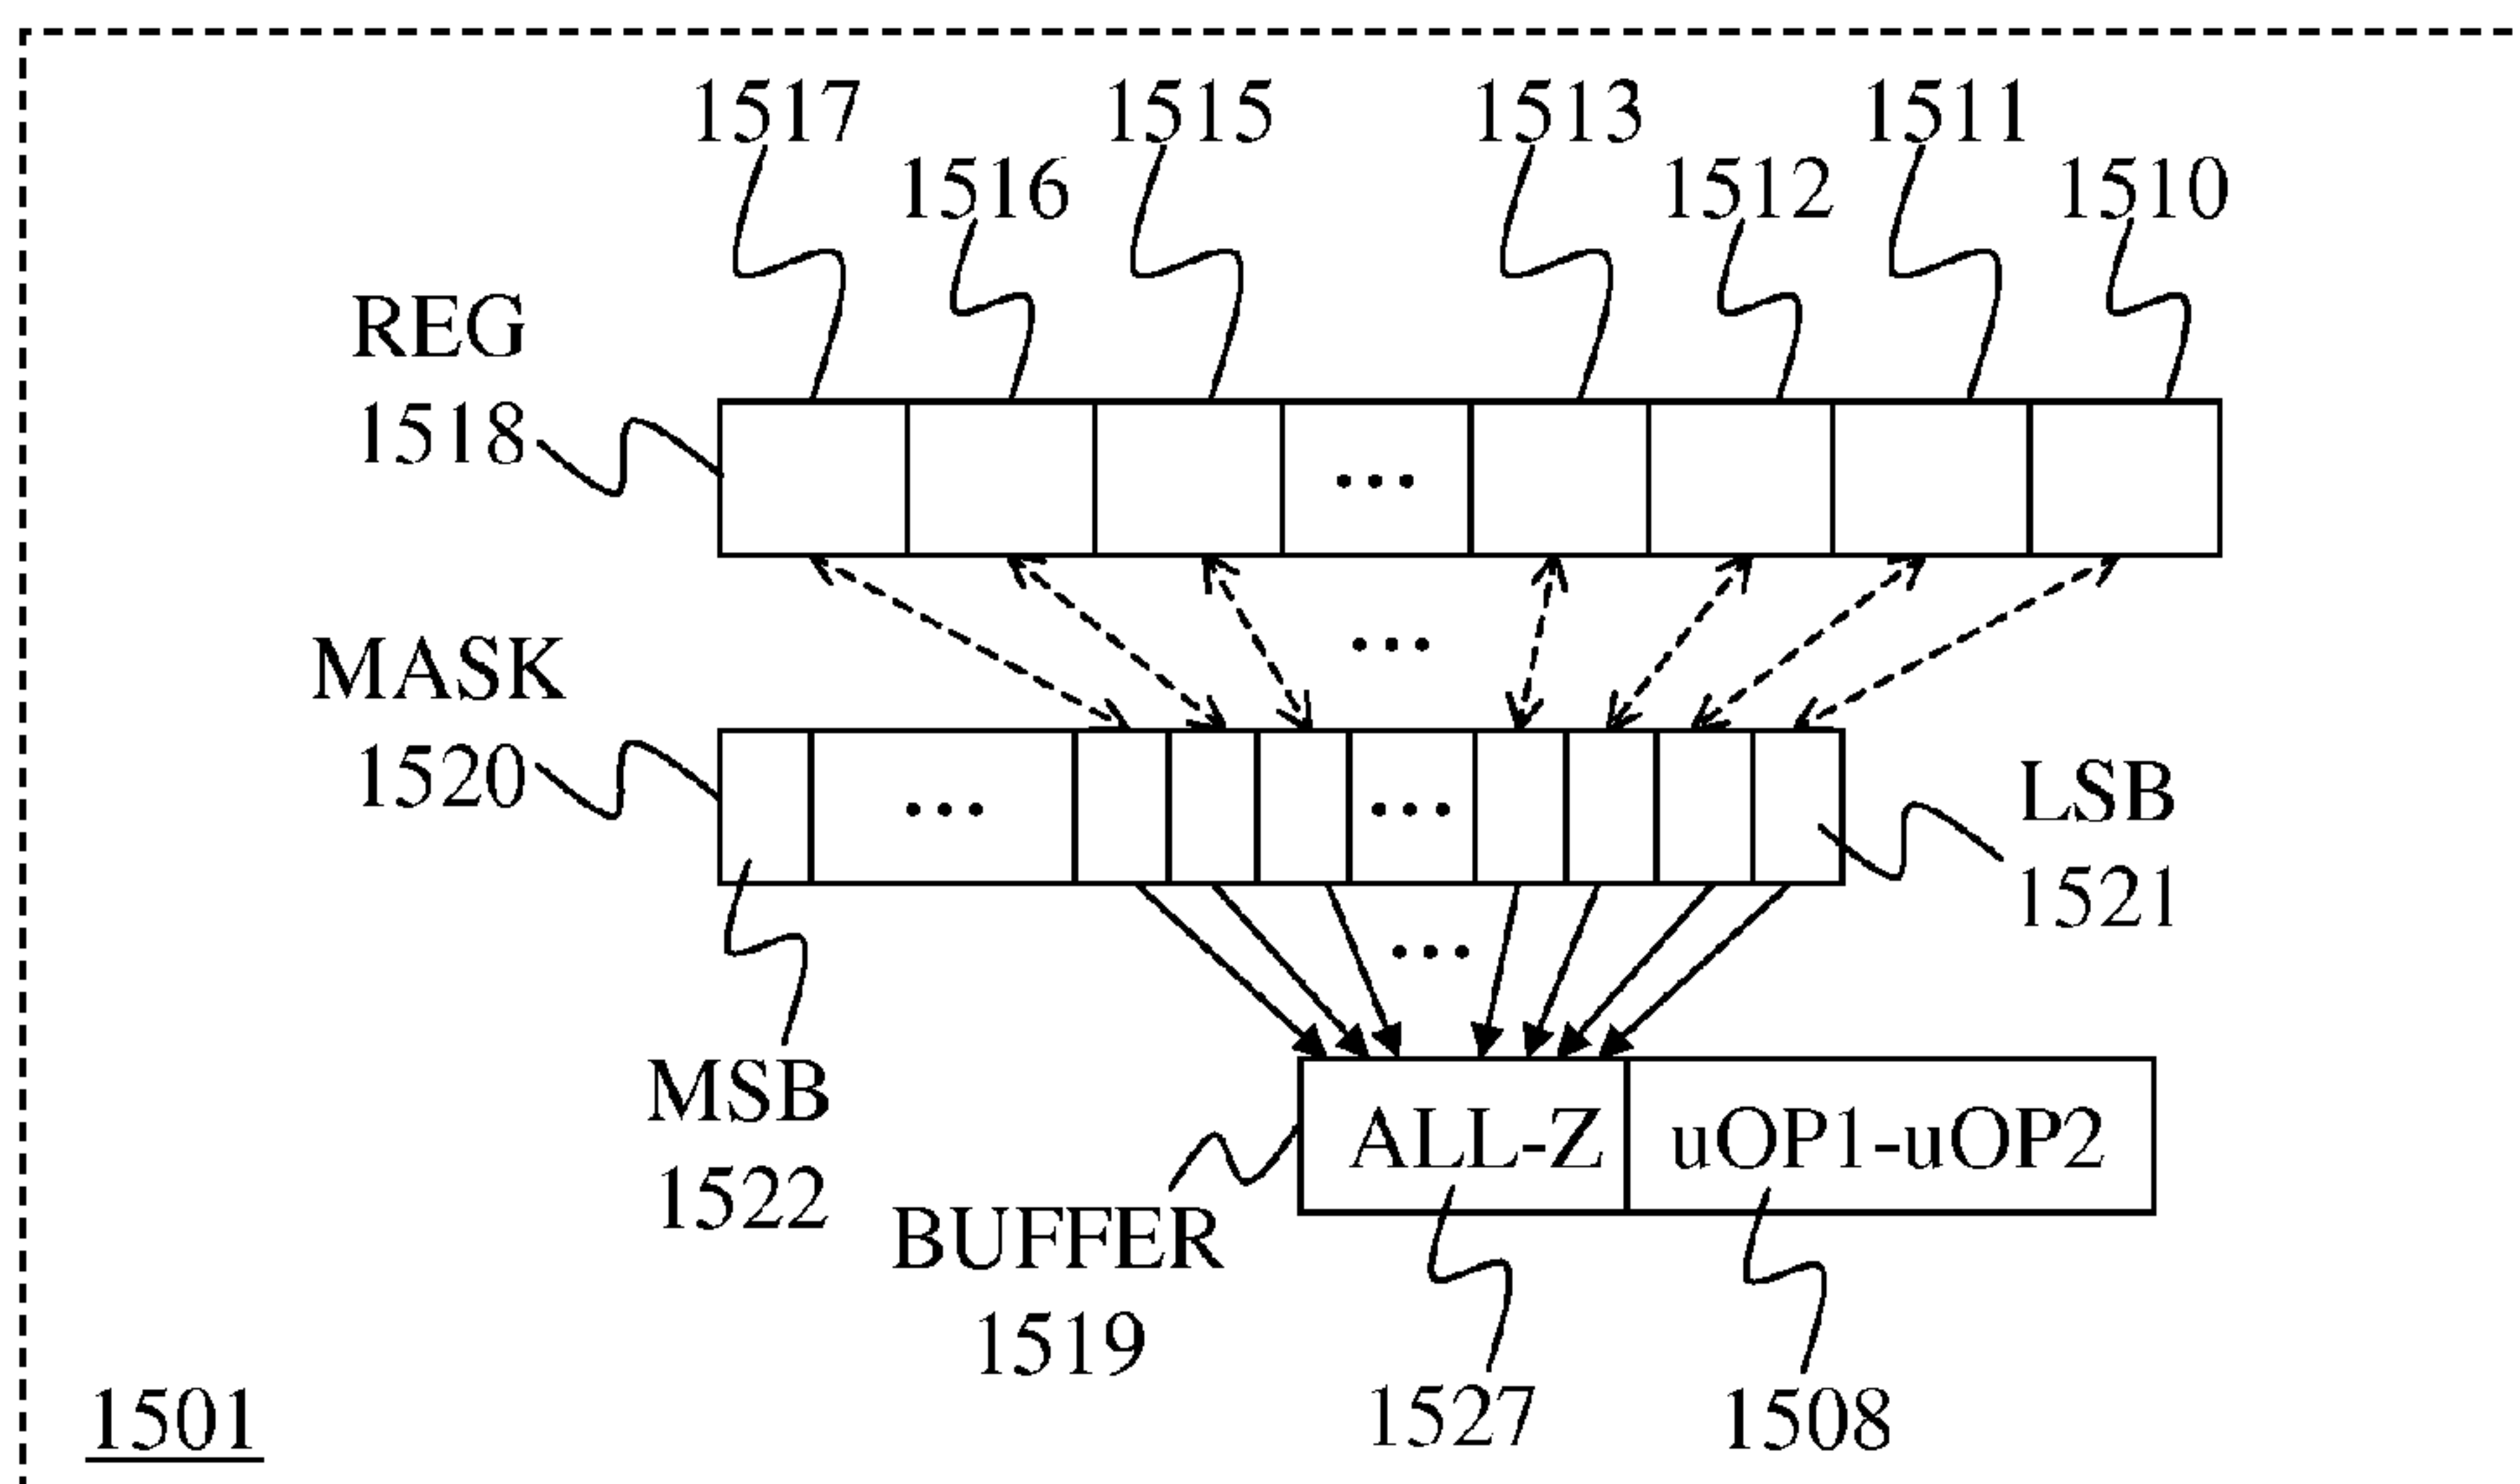 1517 1515 1513 1511
1516 1512 1510
REG
1518
...
...
MASK
1520
... ...
LSB
1521
...
MSB
1522
ALL-Z uOP1-uOP2
BUFFER
1519
1527 1508
1501